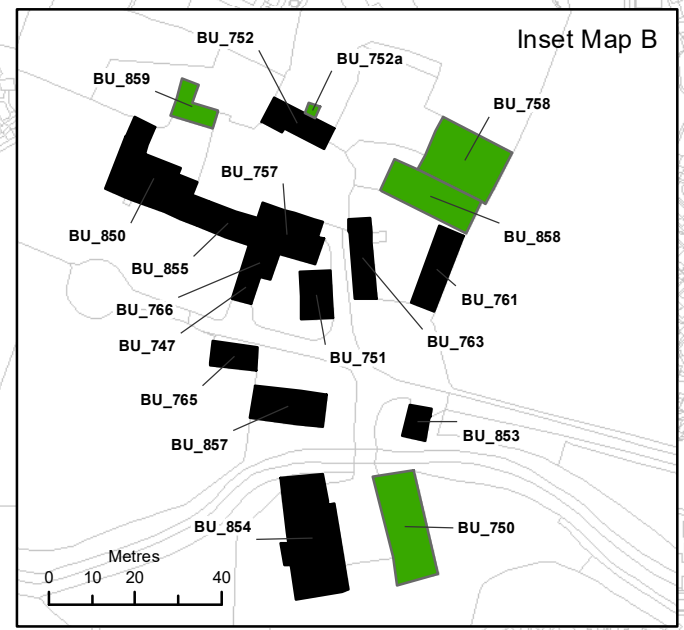 Inset Map B
BU_752
BU_752a
BU_859
BU_758
BU_757
BU_850
BU_858
BU_855
BU_761
BU_766
BU_763
BU_747
BU_751
BU_765
BU_857
BU_853
BU_854
BU_750
Metres
0 10 20 40